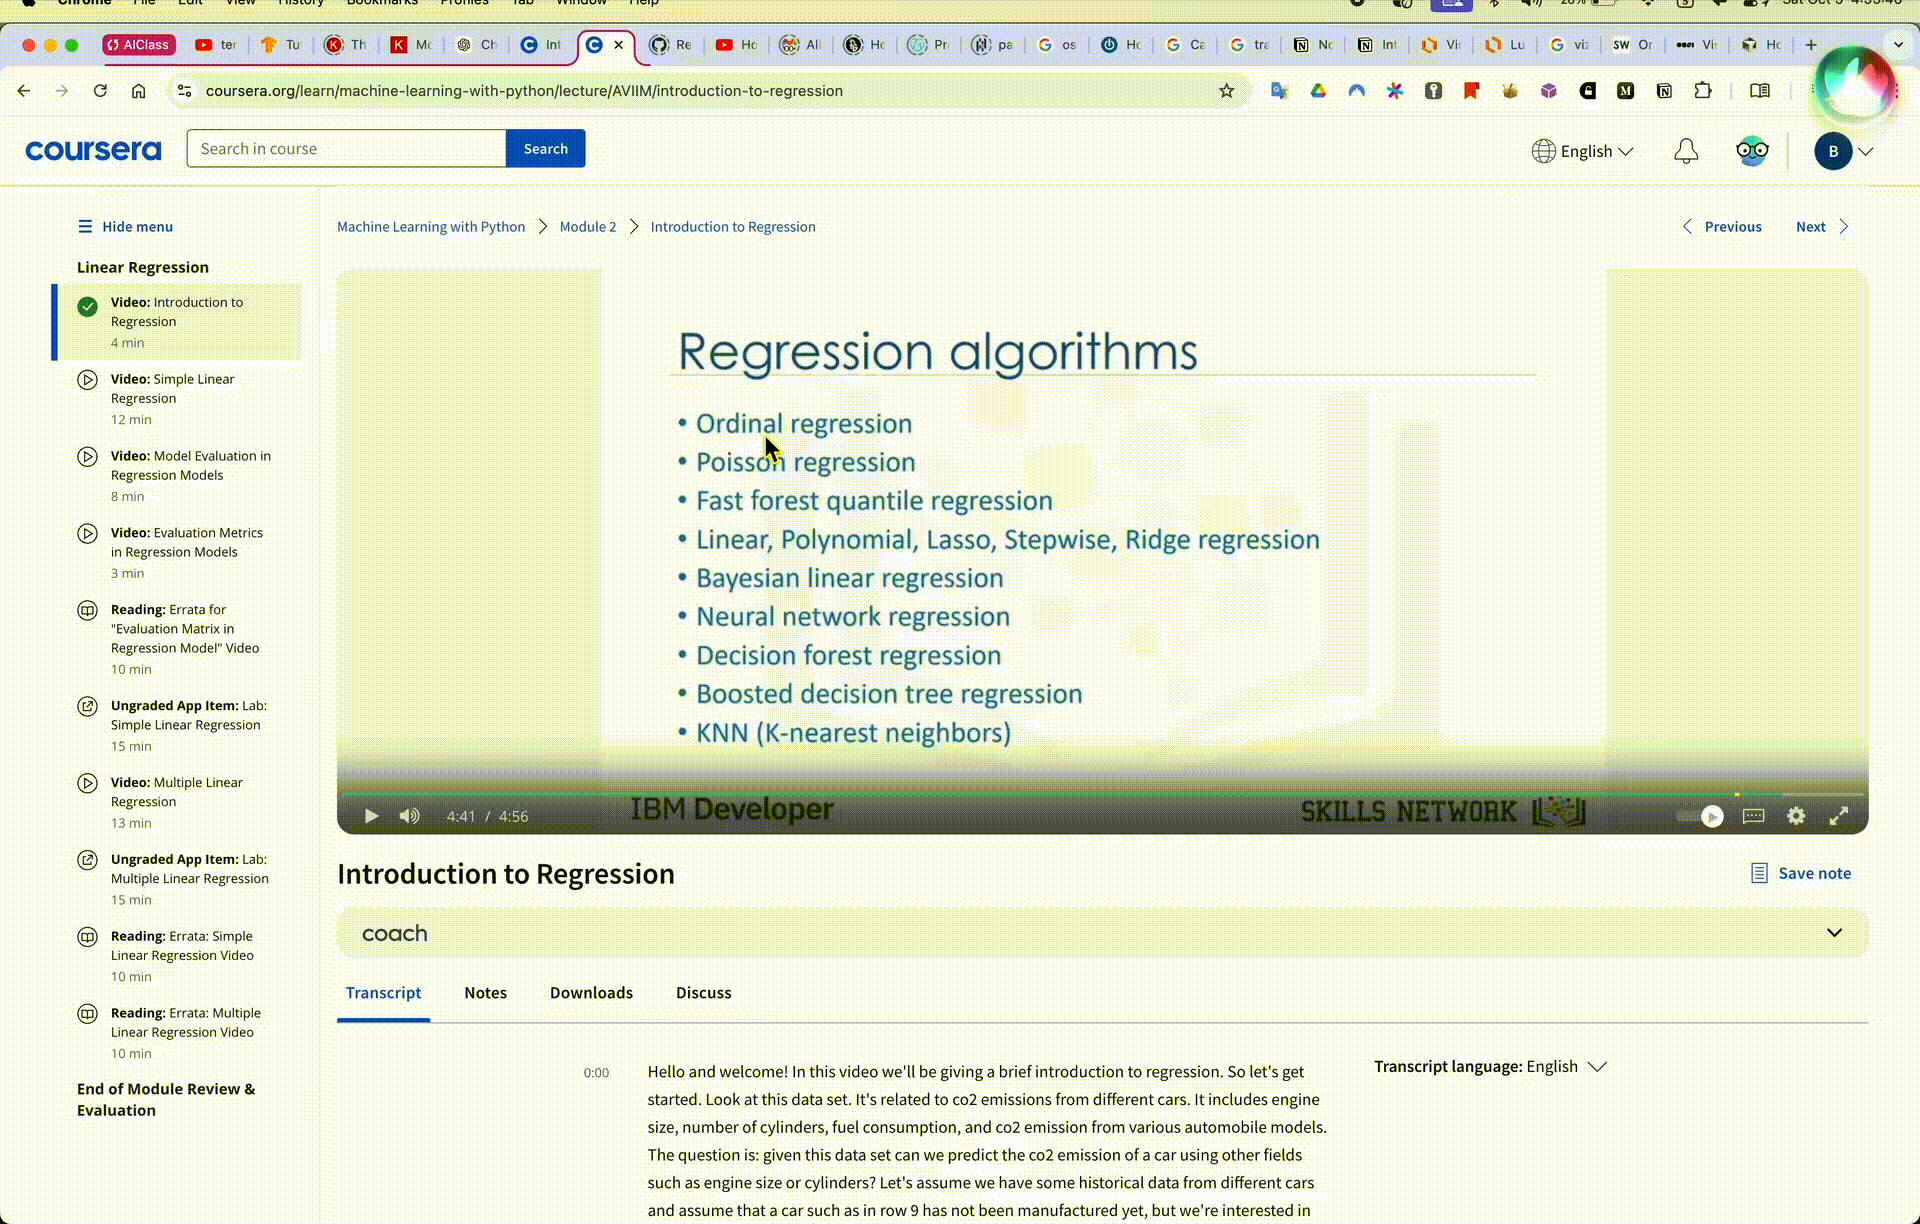 Chrome File Edit View History Bookmarks Profiles Tab Window Help
AIClass ter Tu Th Mc Ch Int Re Hc All Hc Pr pa os Hc Ca tra Nc Int Vi Lu viz Or Vi Hc
coursera.org/learn/machine-learning-with-python/lecture/AVIIM/introduction-to-regression
coursera
Search in course
Search
English
B
Hide menu
Machine Learning with Python
Module 2
Introduction to Regression
Previous
Next
Linear Regression
Video: Introduction to
Regression
4 min
Video: Simple Linear
Regression
12 min
Video: Model Evaluation in
Regression Models
8 min
Video: Evaluation Metrics
in Regression Models
3 min
Reading: Errata for
"Evaluation Matrix in
Regression Model" Video
10 min
Ungraded App Item: Lab:
Simple Linear Regression
15 min
Video: Multiple Linear
Regression
13 min
Ungraded App Item: Lab:
Multiple Linear Regression
15 min
Reading: Errata: Simple
Linear Regression Video
10 min
Reading: Errata: Multiple
Linear Regression Video
10 min
End of Module Review &
Evaluation
Regression algorithms
• Ordinal regression
• Poisson regression
• Fast forest quantile regression
• Linear, Polynomial, Lasso, Stepwise, Ridge regression
• Bayesian linear regression
• Neural network regression
• Decision forest regression
• Boosted decision tree regression
• KNN (K-nearest neighbors)
IBM Developer
SKILLS NETWORK
4:41 / 4:56
Introduction to Regression
Save note
coach
Transcript
Notes
Downloads
Discuss
0:00
Hello and welcome! In this video we'll be giving a brief introduction to regression. So let's get
started. Look at this data set. It's related to co2 emissions from different cars. It includes engine
size, number of cylinders, fuel consumption, and co2 emission from various automobile models.
The question is: given this data set can we predict the co2 emission of a car using other fields
such as engine size or cylinders? Let's assume we have some historical data from different cars
and assume that a car such as in row 9 has not been manufactured yet, but we're interested in
Transcript language: English